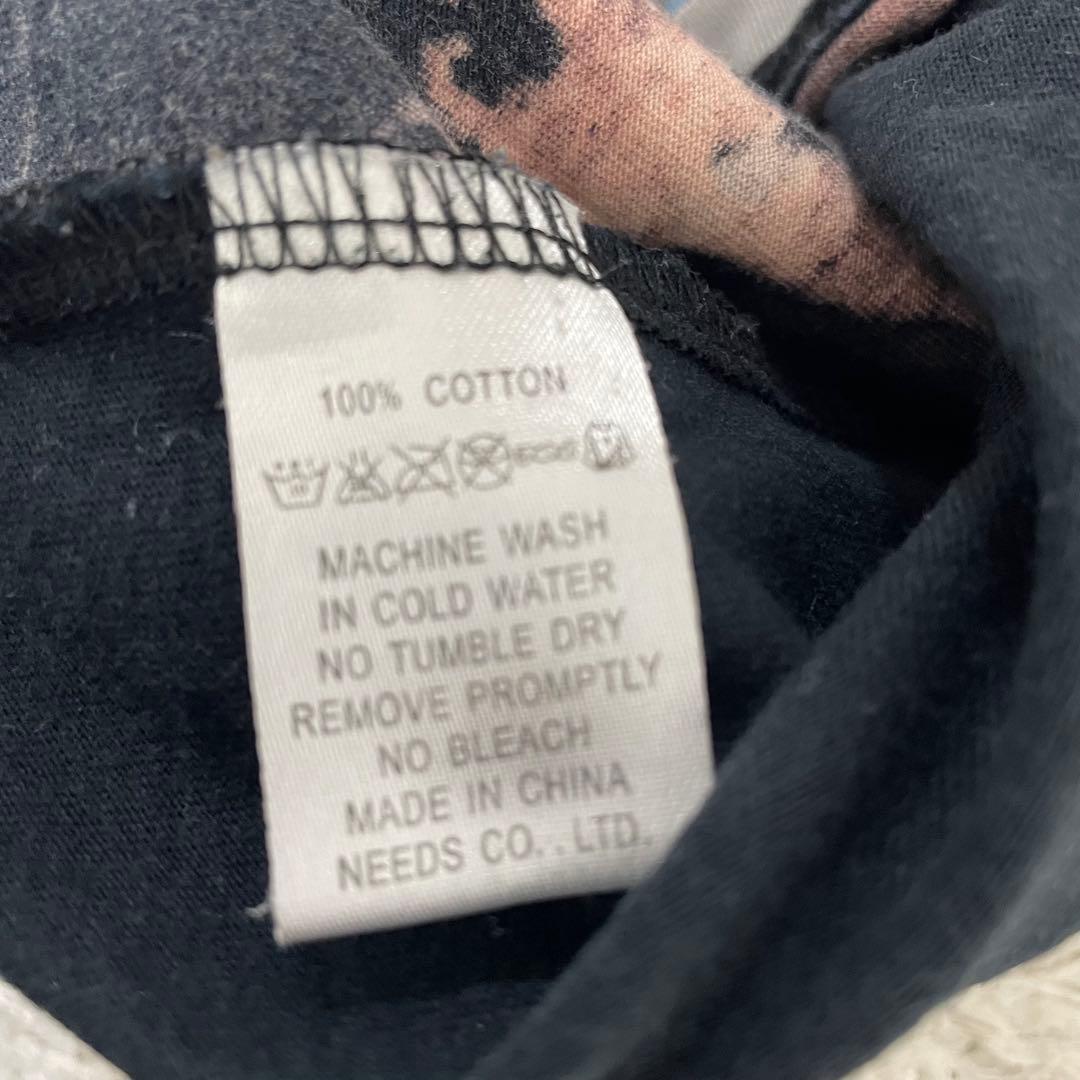 100% COTTON
MACHINE WASH
IN COLD WATER
NO TUMBLE DRY
REMOVE PROMPTLY
NO BLEACH
MADE IN CHINA
NEEDS CO., LTD.